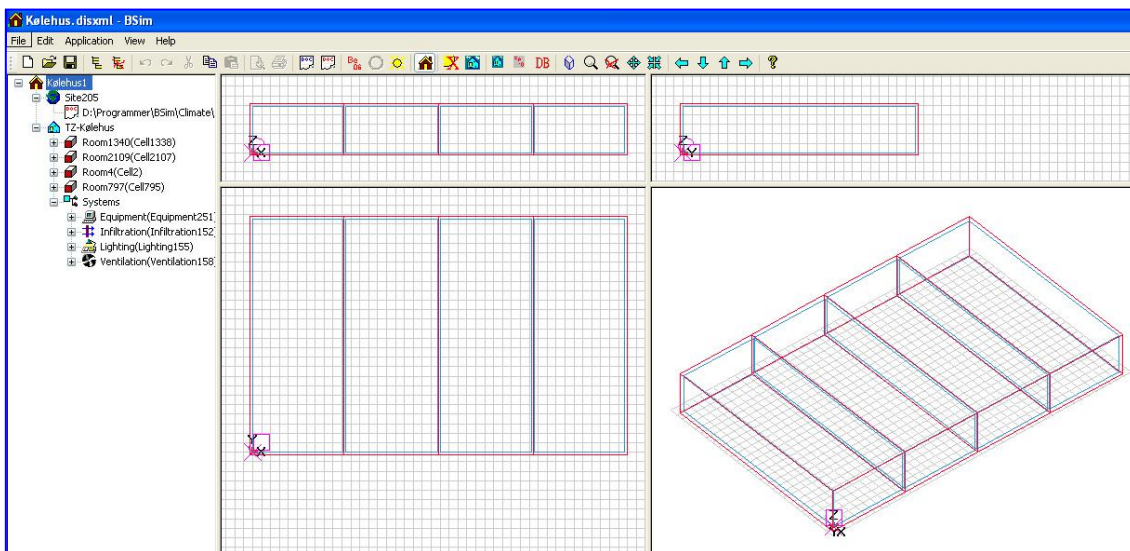 Kølehus.disxml - BSim
File Edit Application View Help
DB
Kølehus1
Site205
D:\Programmer\BSim\Climate\
TZ-Kølehus
Room1340(Cell1338)
Room2109(Cell2107)
Room4(Cell2)
Room797(Cell795)
Systems
Equipment(Equipment251)
Infiltration(Infiltration152)
Lighting(Lighting155)
Ventilation(Ventilation158)
Z
X
Z
Y
Y
X
Z
YX